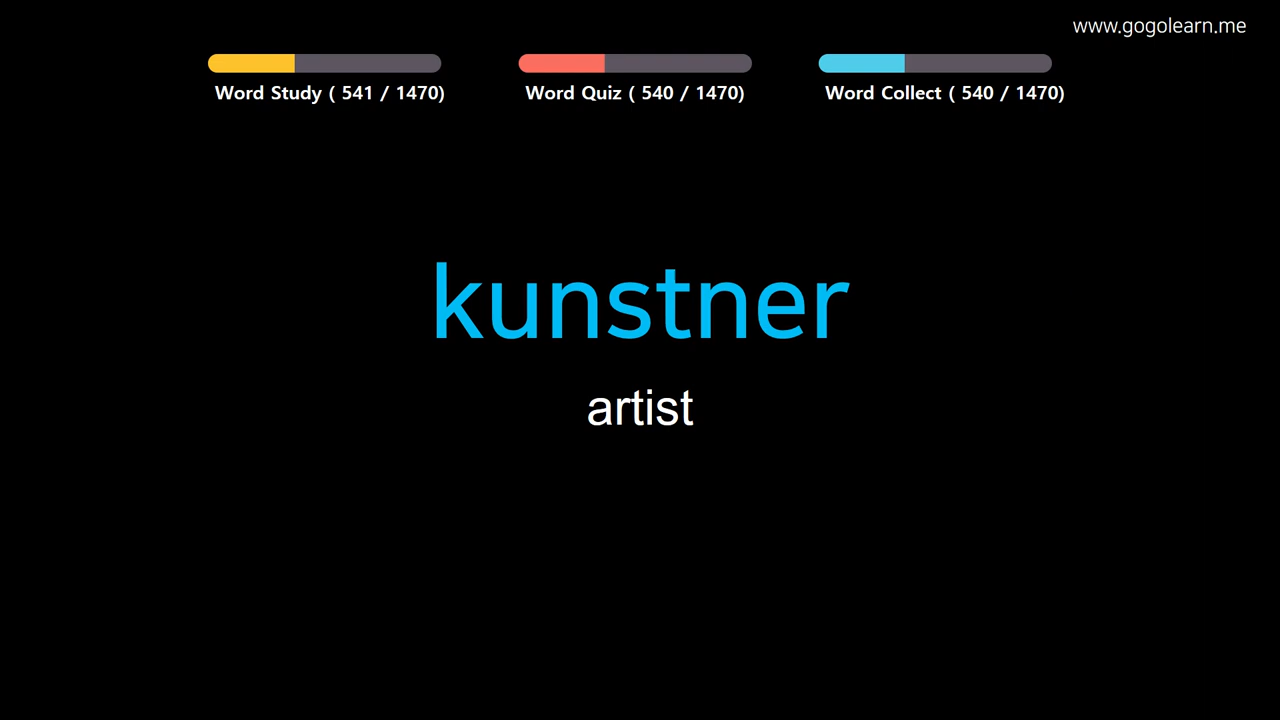 www.gogolearn.me
Word Study ( 541 / 1470)
Word Quiz ( 540 / 1470)
Word Collect ( 540 / 1470)
kunstner
artist